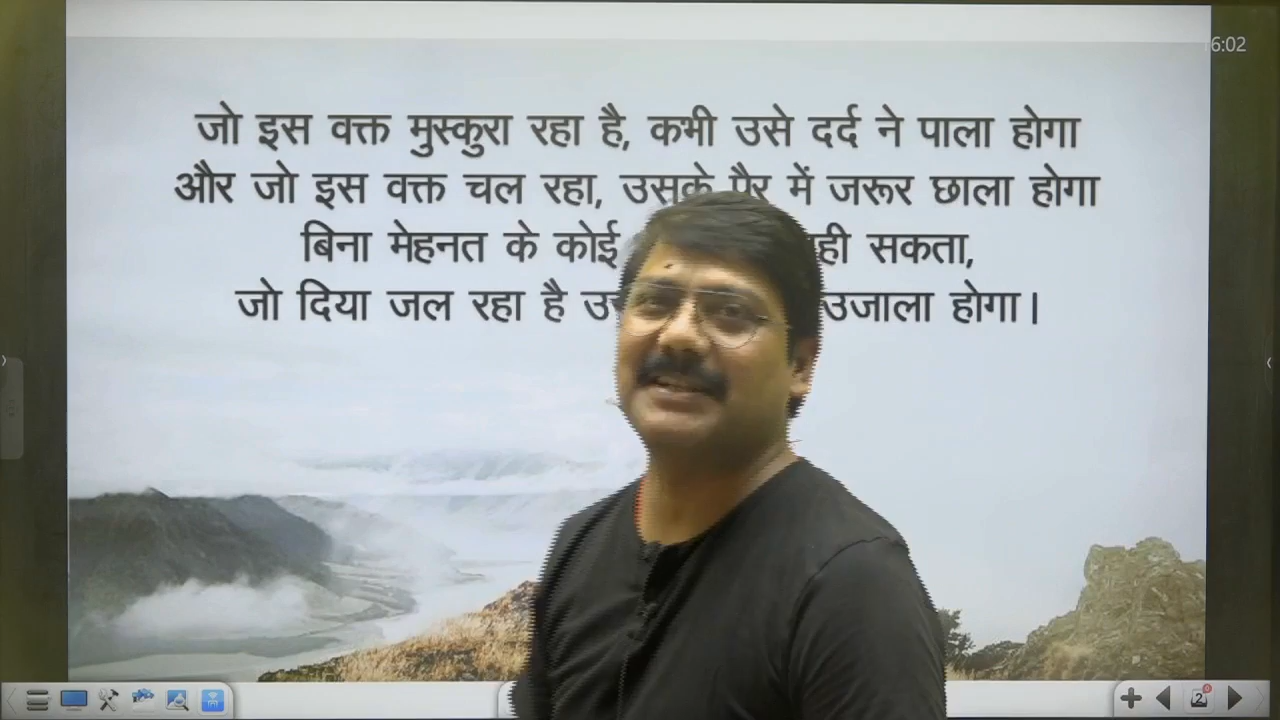 6:02
जो इस वक्त मुस्कुरा रहा है, कभी उसे दर्द ने पाला होगा
और जो इस वक्त चल रहा, उसके पैर में जरूर छाला होगा
बिना मेहनत के कोई ही सकता,
जो दिया जल रहा है उजाला होगा।
2